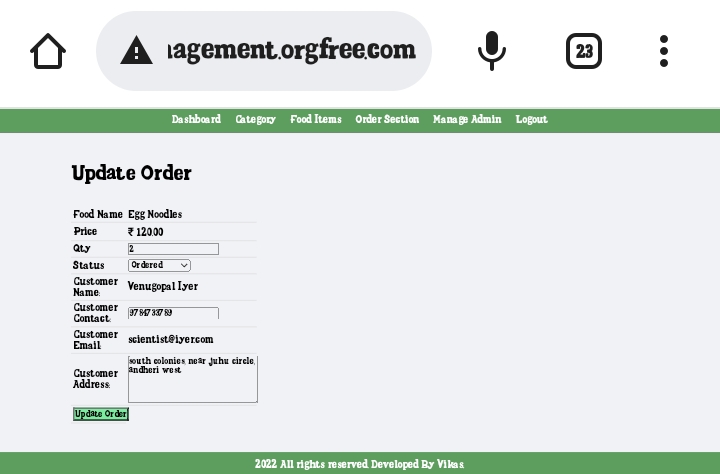 nagement.orgfree.com
23
Dashboard Category Food Items Order Section Manage Admin Logout
Update Order
Food Name Egg Noodles
Price ₹ 120.00
Qty 2
Status Ordered
Customer Name: Venugopal Iyer
Customer Contact: 9784733789
Customer Email: scientist@iyer.com
Customer Address: south colonies, near Juhu circle,
andheri west
Update Order
2022 All rights reserved Developed By Vikas.